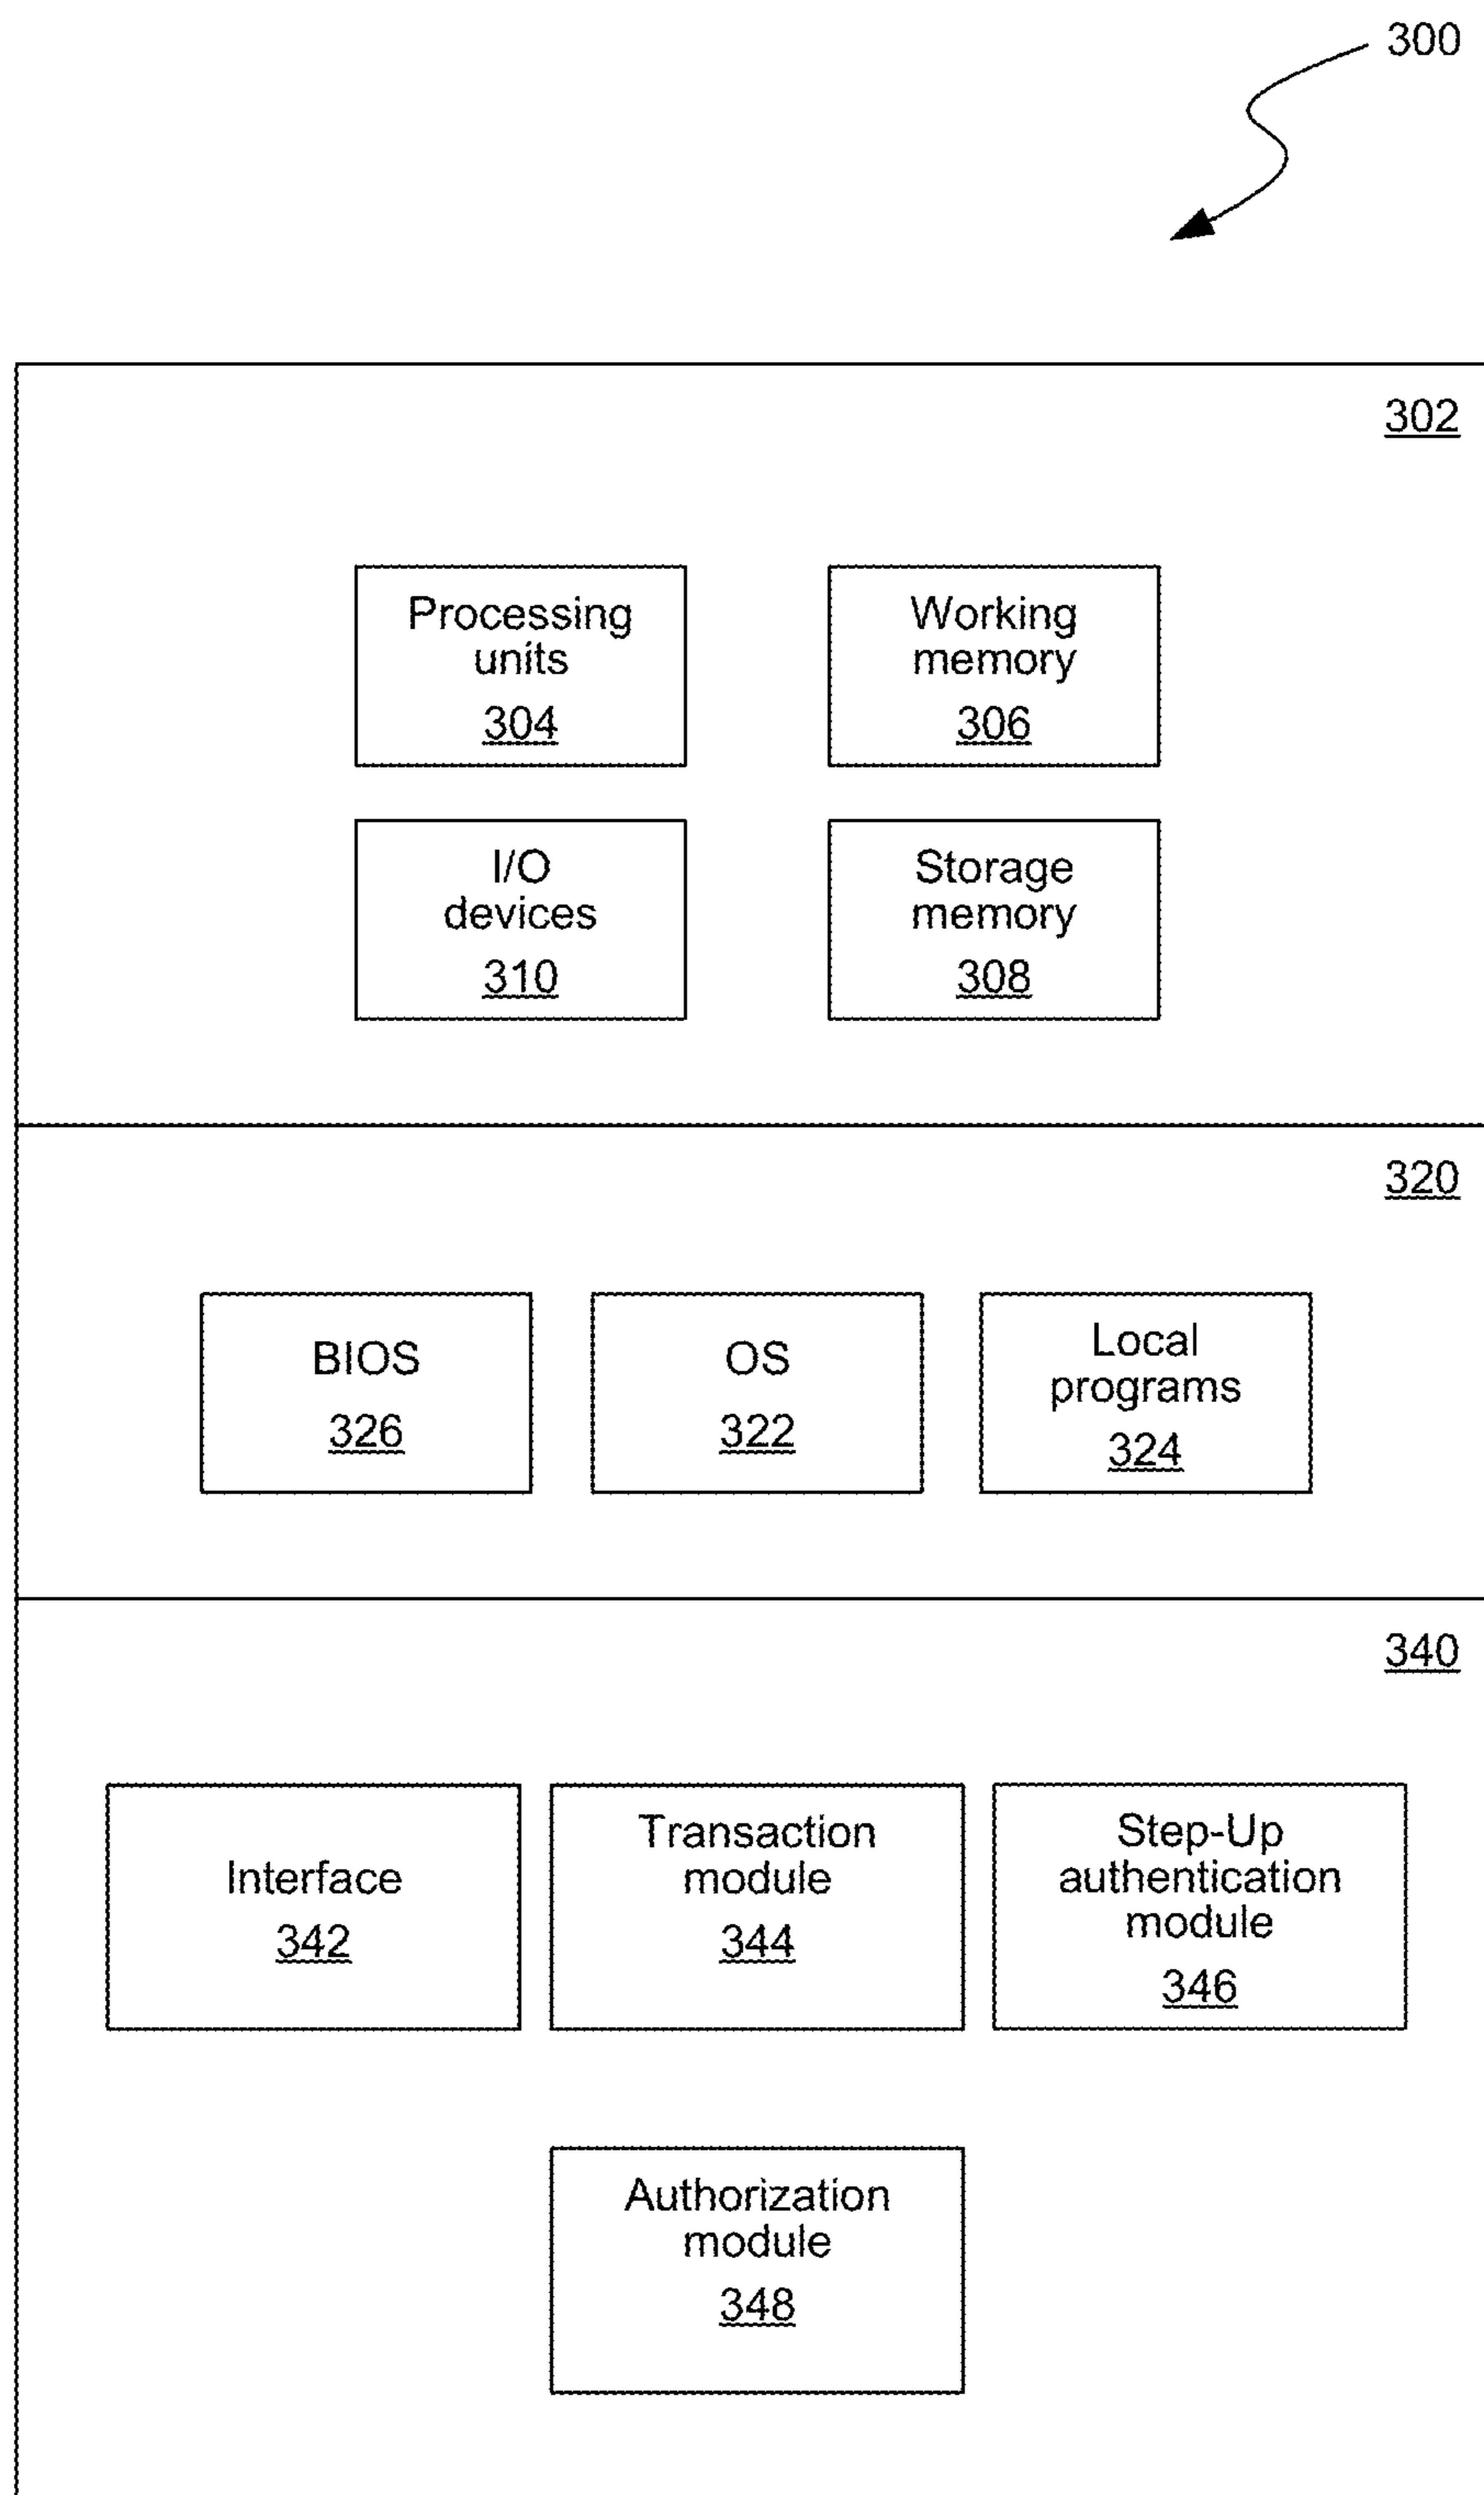 300
302
Processing
units
304
Working
memory
306
I/O
devices
310
Storage
memory
308
320
BIOS
326
OS
322
Local
programs
324
340
Interface
342
Transaction
module
344
Step-Up
authentication
module
346
Authorization
module
348